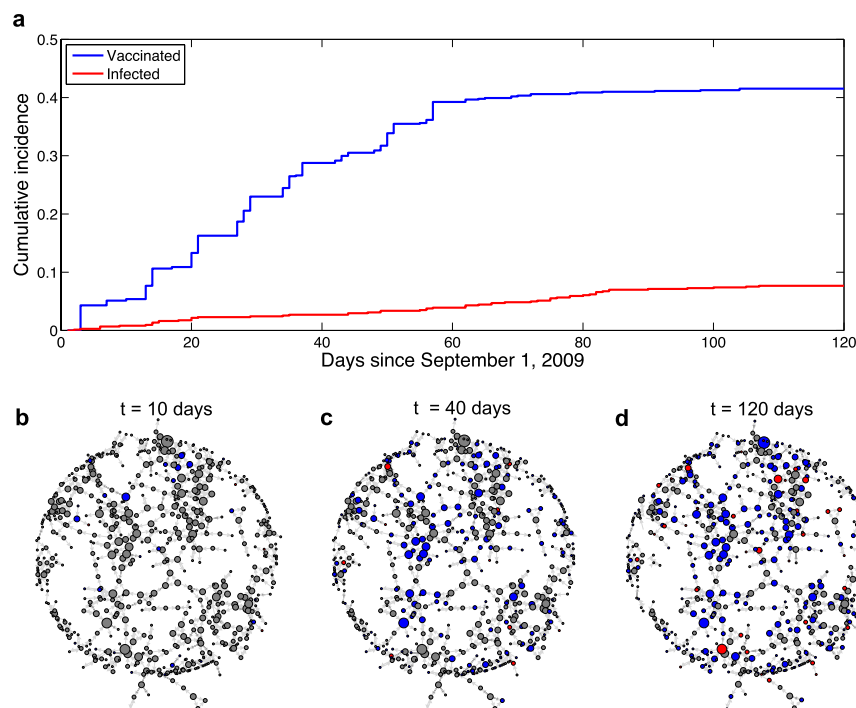 a
0.5
0.4
0.3
0.2
0.1
0
Cumulative incidence
Vaccinated
Infected
0 20 40 60 80 100 120
Days since September 1, 2009
b t = 10 days
c t = 40 days
d t = 120 days